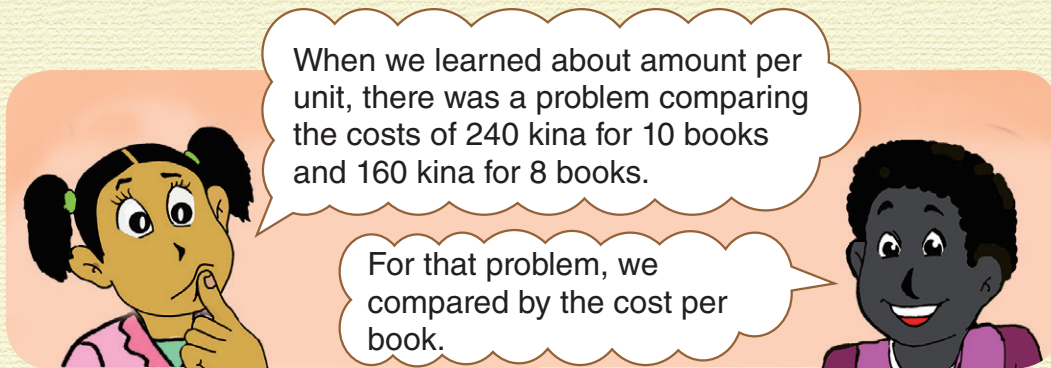 When we learned about amount per
unit, there was a problem comparing
the costs of 240 kina for 10 books
and 160 kina for 8 books.
For that problem, we
compared by the cost per
book.